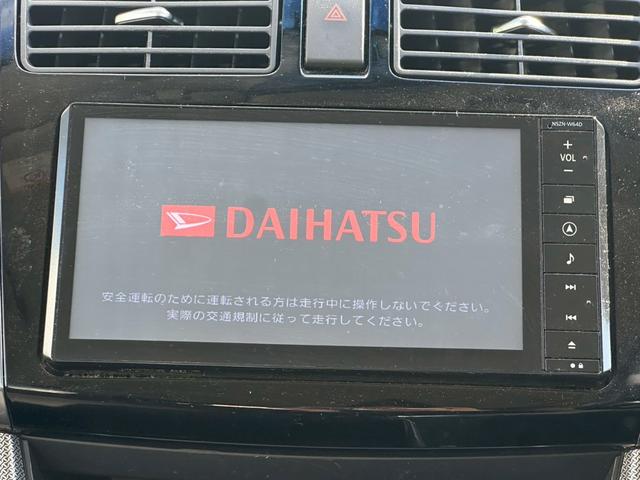 NSZN-W64D
VOL
DAIHATSU
安全運転のために運転される方は走行中に操作しないでください。
実際の交通規制に従って走行してください。